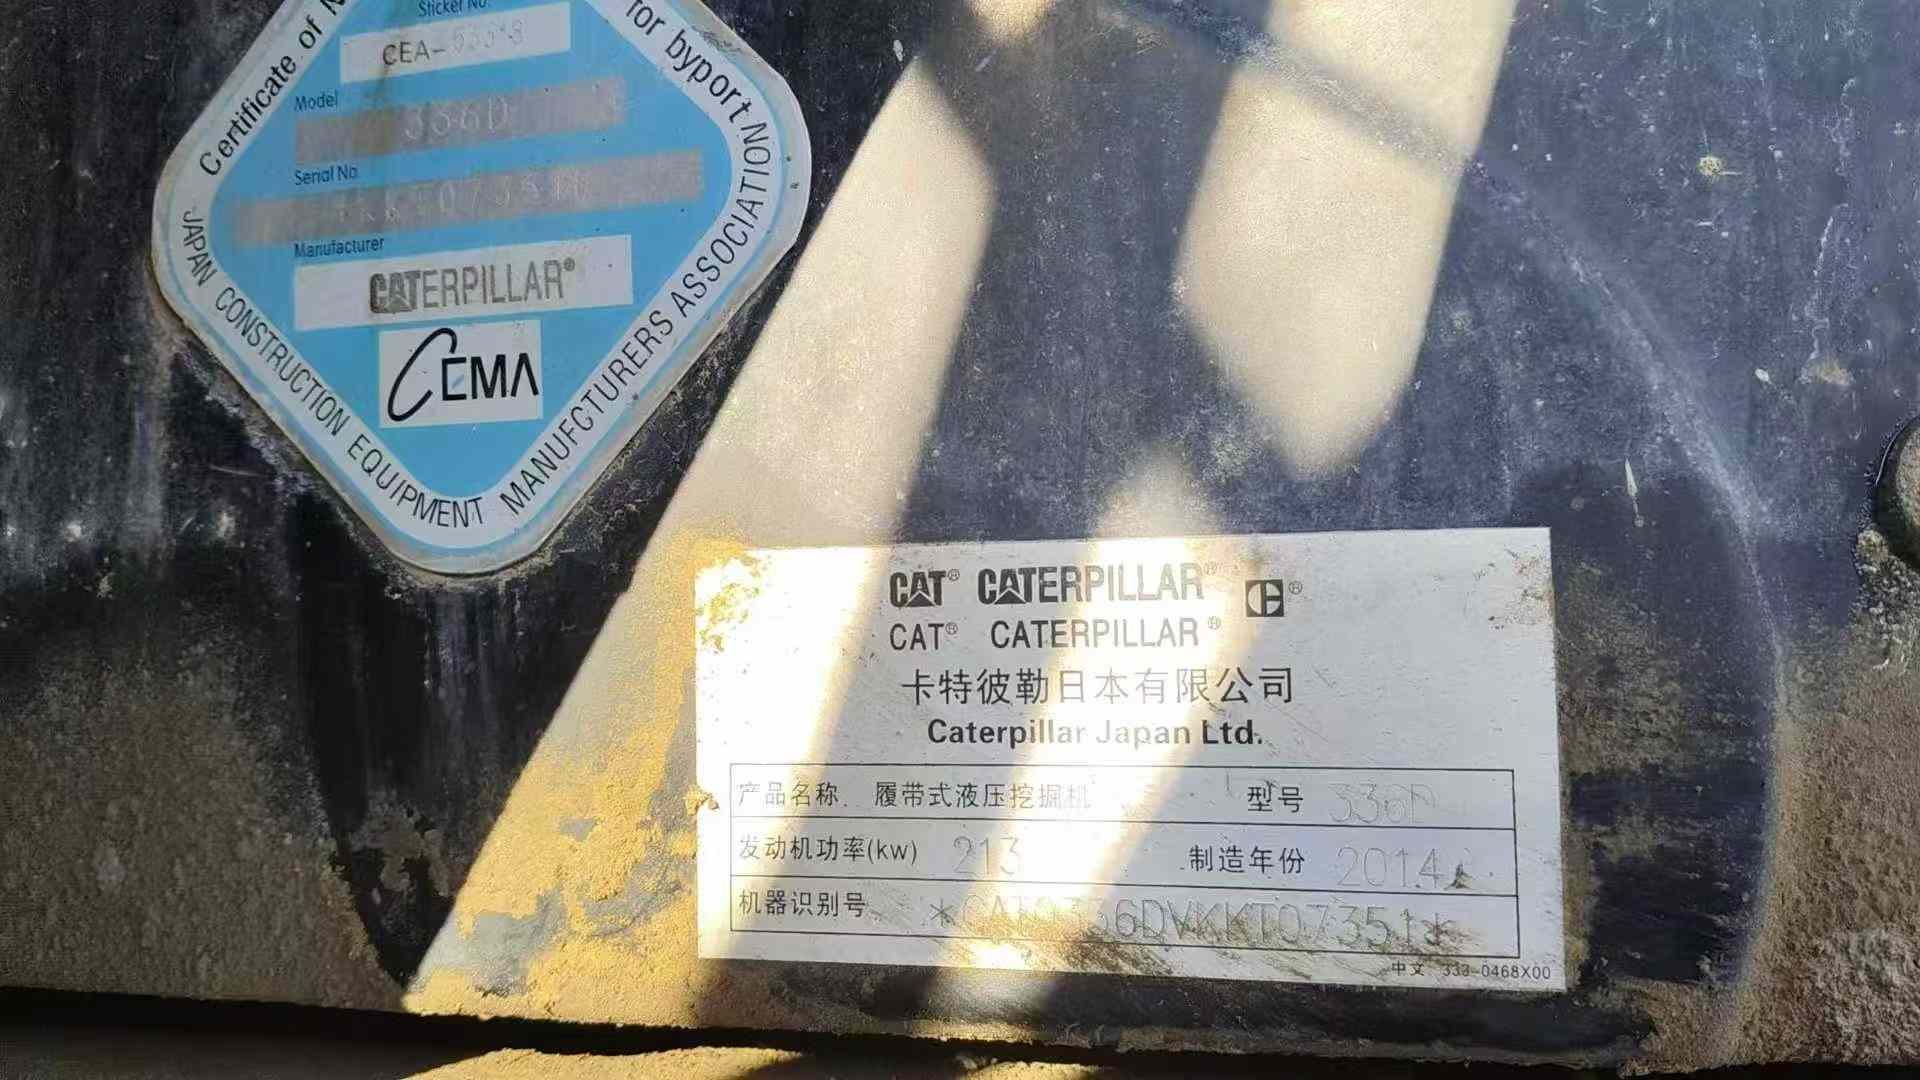 Sticker No.
CEA-
Certificate of
for byport
Model
336D
Serial No.
Manufacturer
CATERPILLAR®
CEMA
JAPAN CONSTRUCTION EQUIPMENT MANUFCTURERS ASSOCIATION
CAT® CATERPILLAR® CE®
CAT® CATERPILLAR®
卡特彼勒日本有限公司
Caterpillar Japan Ltd.
产品名称 履带式液压挖掘机 型号 336D
发动机功率(kw) 213 制造年份 2014
机器识别号 *CAT0336DVKKT07351*
中文 333-0468X00